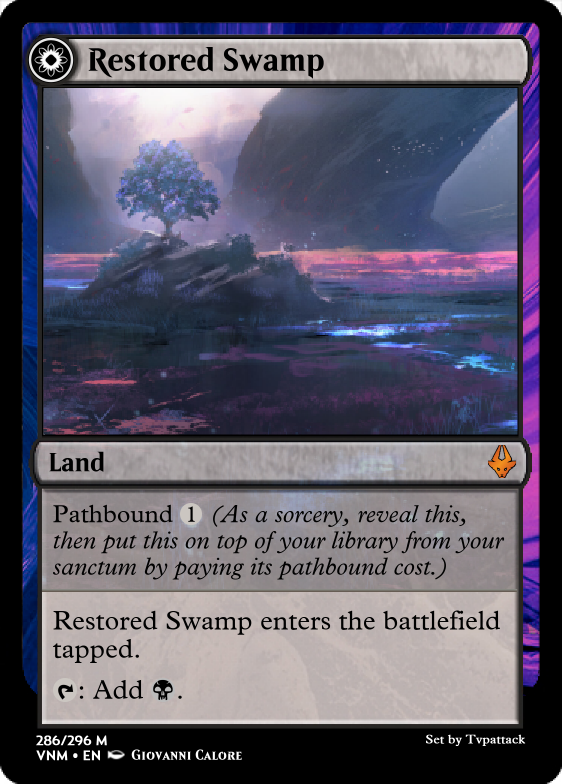 Restored Swamp
Land
Pathbound 1 (As a sorcery, reveal this,
then put this on top of your library from your
sanctum by paying its pathbound cost.)
Restored Swamp enters the battlefield
tapped.
: Add .
286/296 M
VNM • EN Giovanni Calore
Set by Tvpattack